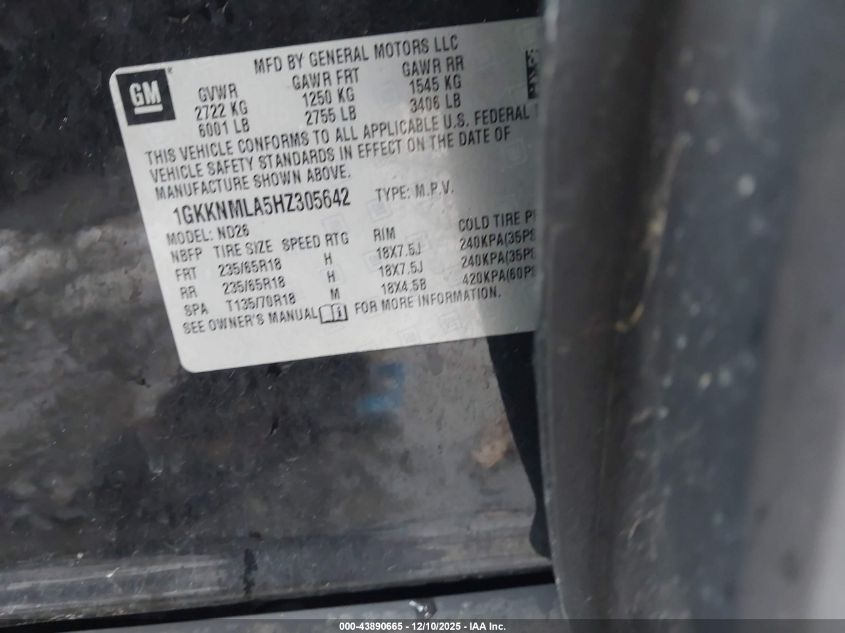 MFD BY GENERAL MOTORS LLC
GM
GVWR GAWR FRT GAWR RR
2722 KG 1250 KG 1545 KG
6001 LB 2755 LB 3406 LB
THIS VEHICLE CONFORMS TO ALL APPLICABLE U.S. FEDERAL
VEHICLE SAFETY STANDARDS IN EFFECT ON THE DATE OF
MANUFACTURE SHOWN ABOVE.
1GKKNMLA5HZ305642 TYPE: M.P.V.
MODEL: ND26
NBFP TIRE SIZE SPEED RTG RIM COLD TIRE
FRT 235/65R18 H 18X7.5J 240KPA(35PS
RR 235/65R18 H 18X7.5J 240KPA(35PS
SPA T135/70R18 M 18X4.5B 420KPA(60PS
SEE OWNER'S MANUAL FOR MORE INFORMATION.
000-43890665 - 12/10/2025 - IAA Inc.